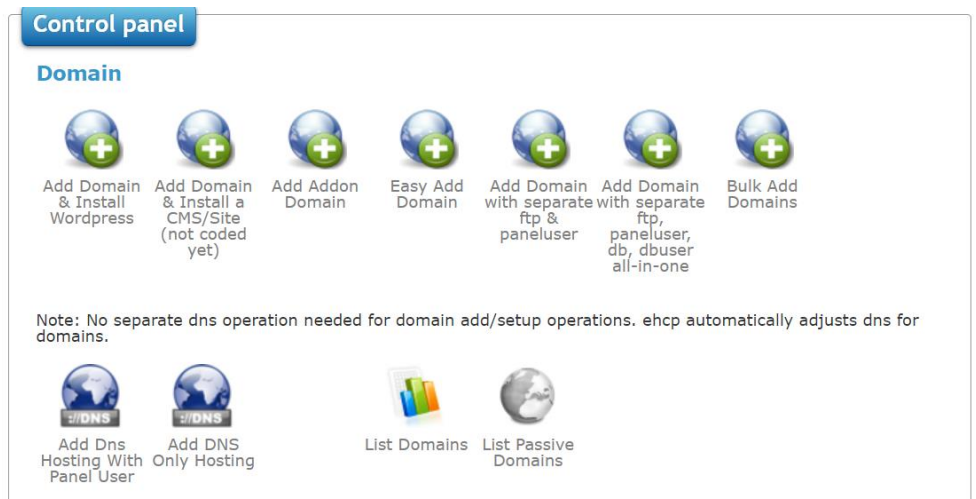 Control panel
Domain
Add Domain
& Install
Wordpress
Add Domain
& Install a
CMS/Site
(not coded
yet)
Add Addon
Domain
Easy Add
Domain
Add Domain
with separate
ftp &
paneluser
Add Domain
with separate
ftp,
paneluser,
db, dbuser
all-in-one
Bulk Add
Domains
Note: No separate dns operation needed for domain add/setup operations. ehcp automatically adjusts dns for
domains.
://DNS
Add Dns
Hosting With
Panel User
://DNS
Add DNS
Only Hosting
List Domains
List Passive
Domains